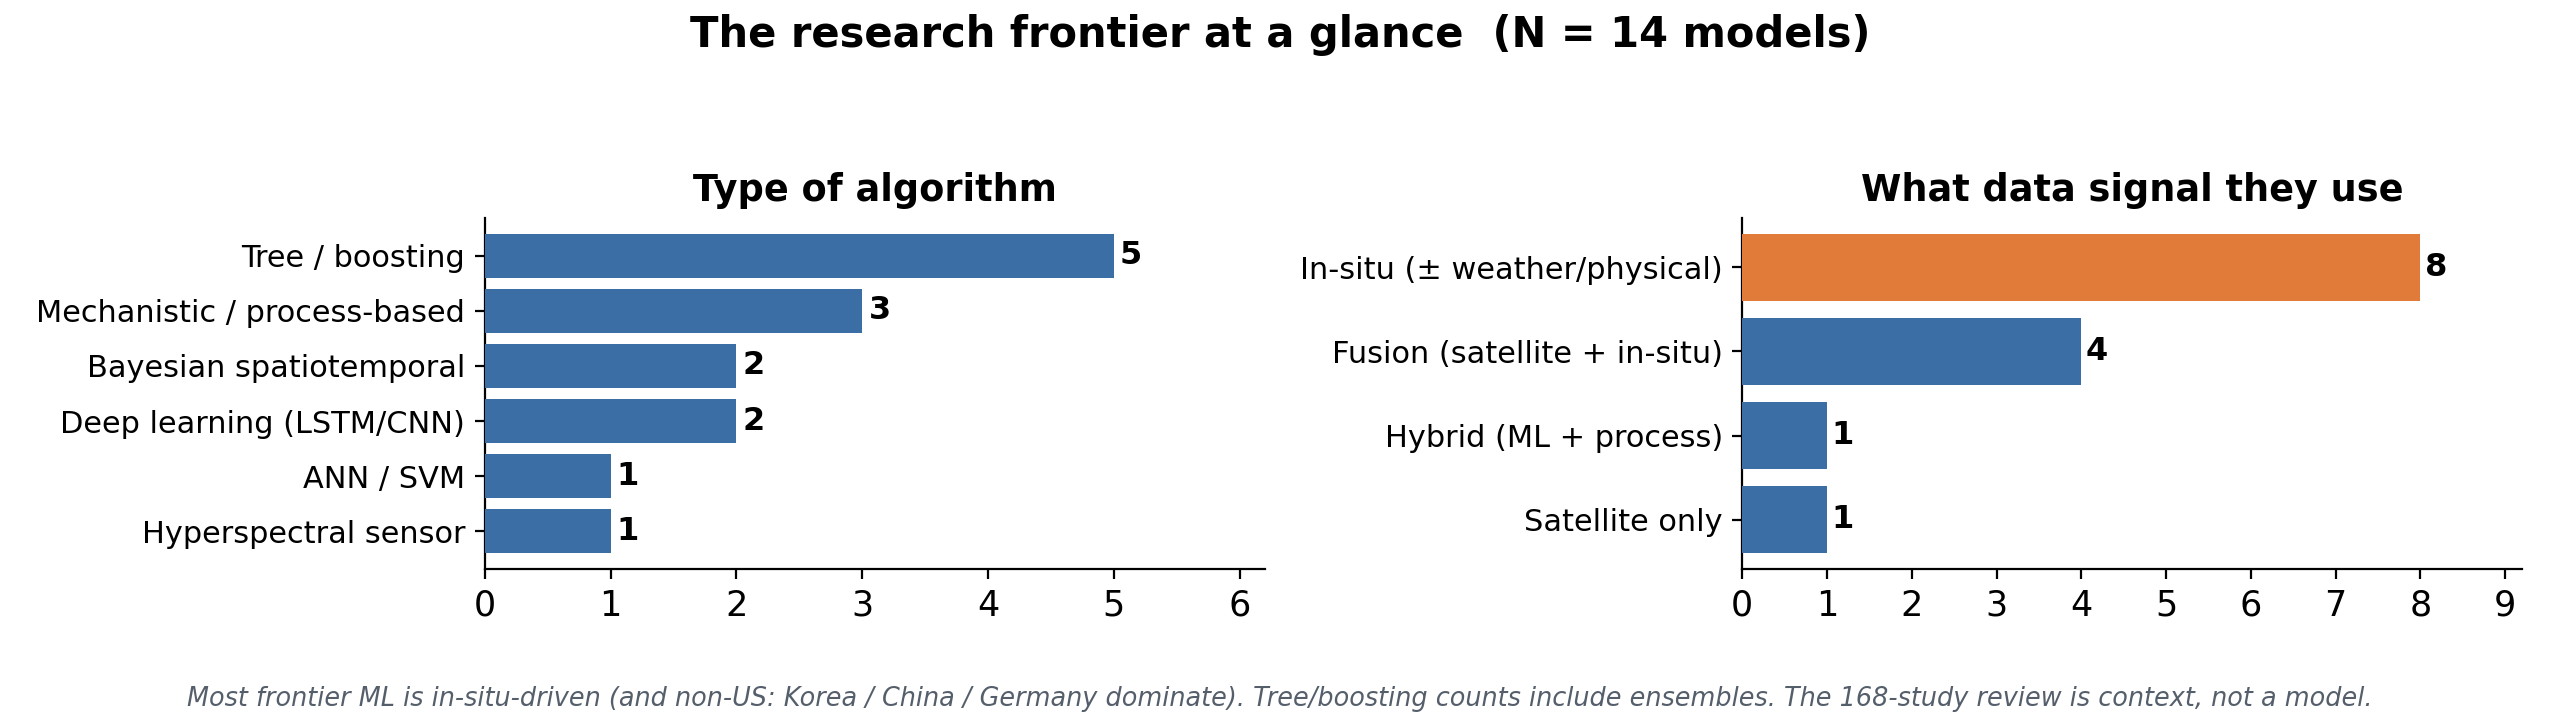 The research frontier at a glance  (N = 14 models)
Type of algorithm
Tree / boosting 5
Mechanistic / process-based 3
Bayesian spatiotemporal 2
Deep learning (LSTM/CNN) 2
ANN / SVM 1
Hyperspectral sensor 1
0 1 2 3 4 5 6
What data signal they use
In-situ (± weather/physical) 8
Fusion (satellite + in-situ) 4
Hybrid (ML + process) 1
Satellite only 1
0 1 2 3 4 5 6 7 8 9
Most frontier ML is in-situ-driven (and non-US: Korea / China / Germany dominate). Tree/boosting counts include ensembles. The 168-study review is context, not a model.